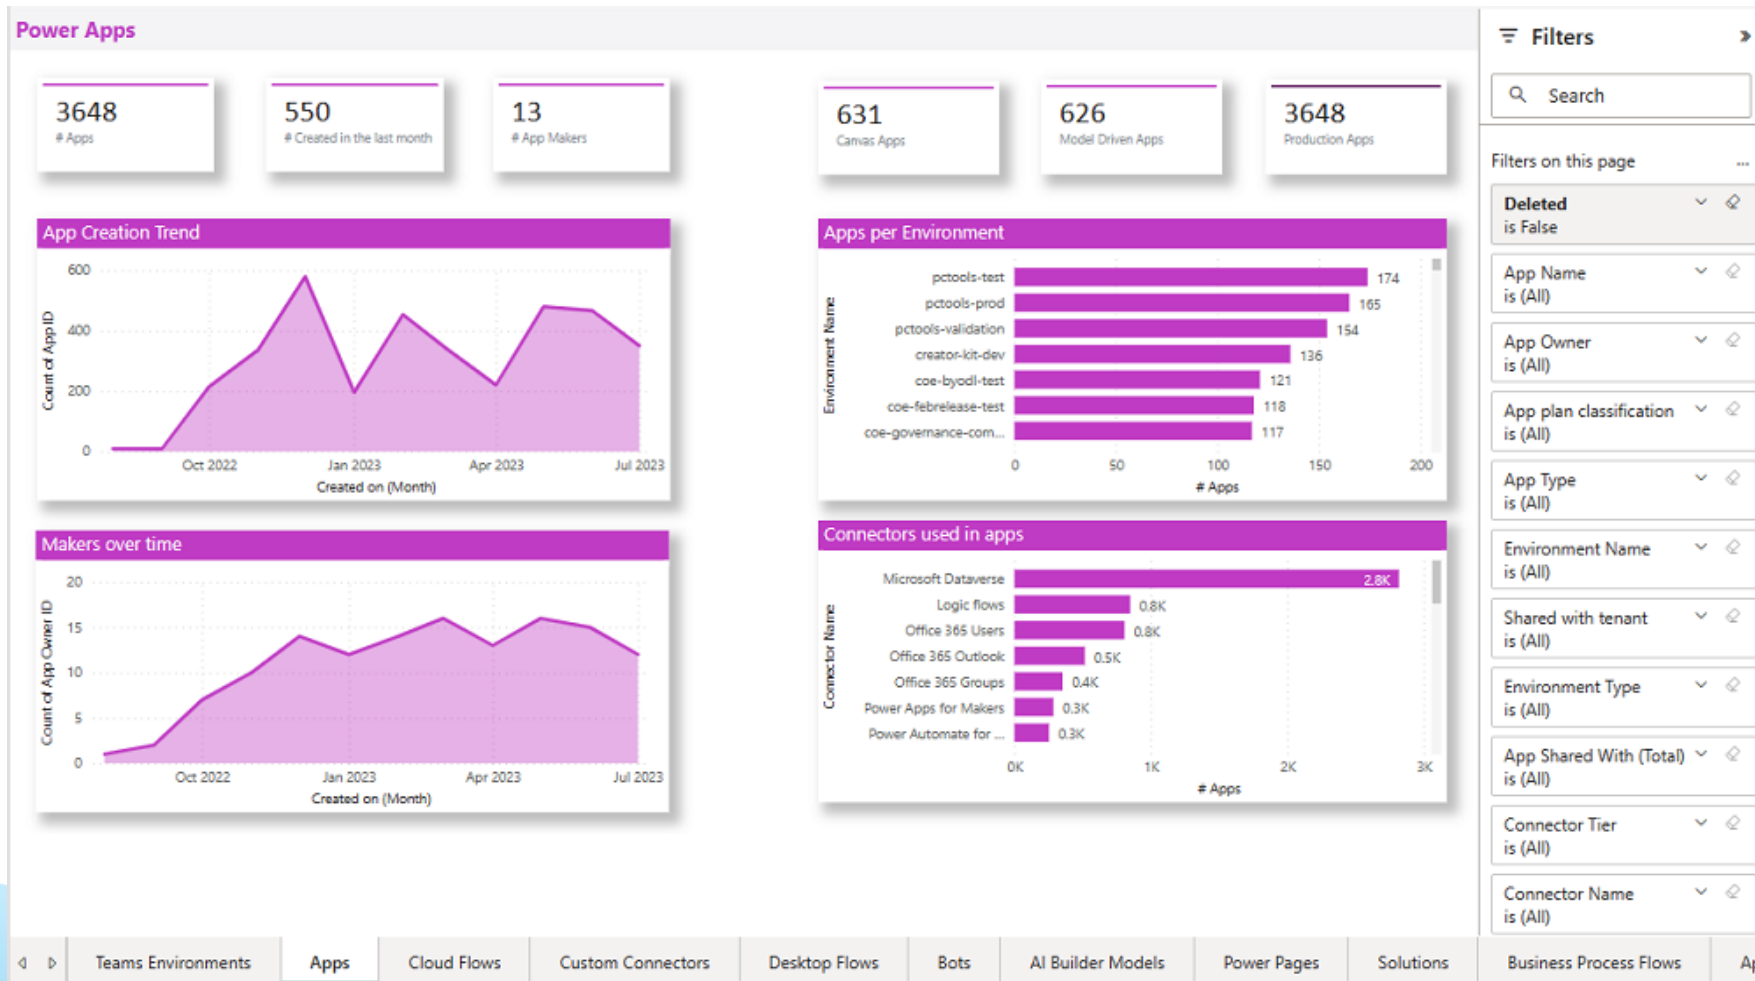 Power Apps
3648
# Apps
550
# Created in the last month
13
# App Makers
631
Canvas Apps
626
Model Driven Apps
3648
Production Apps
App Creation Trend
Count of App ID
600
400
200
0
Oct 2022
Jan 2023
Apr 2023
Jul 2023
Created on (Month)
Apps per Environment
Environment Name
pctools-test
174
pctools-prod
165
pctools-validation
154
creator-kit-dev
136
coe-byodl-test
121
coe-febrelease-test
118
coe-governance-com...
117
0
50
100
150
200
# Apps
Makers over time
Count of App Owner ID
20
15
10
5
0
Oct 2022
Jan 2023
Apr 2023
Jul 2023
Created on (Month)
Connectors used in apps
Connector Name
Microsoft Dataverse
2.8K
Logic flows
0.8K
Office 365 Users
0.8K
Office 365 Outlook
0.5K
Office 365 Groups
0.4K
Power Apps for Makers
0.3K
Power Automate for ...
0.3K
0K
1K
2K
3K
# Apps
Filters
Search
Filters on this page
...
Deleted
is False
App Name
is (All)
App Owner
is (All)
App plan classification
is (All)
App Type
is (All)
Environment Name
is (All)
Shared with tenant
is (All)
Environment Type
is (All)
App Shared With (Total)
is (All)
Connector Tier
is (All)
Connector Name
is (All)
Teams Environments
Apps
Cloud Flows
Custom Connectors
Desktop Flows
Bots
AI Builder Models
Power Pages
Solutions
Business Process Flows